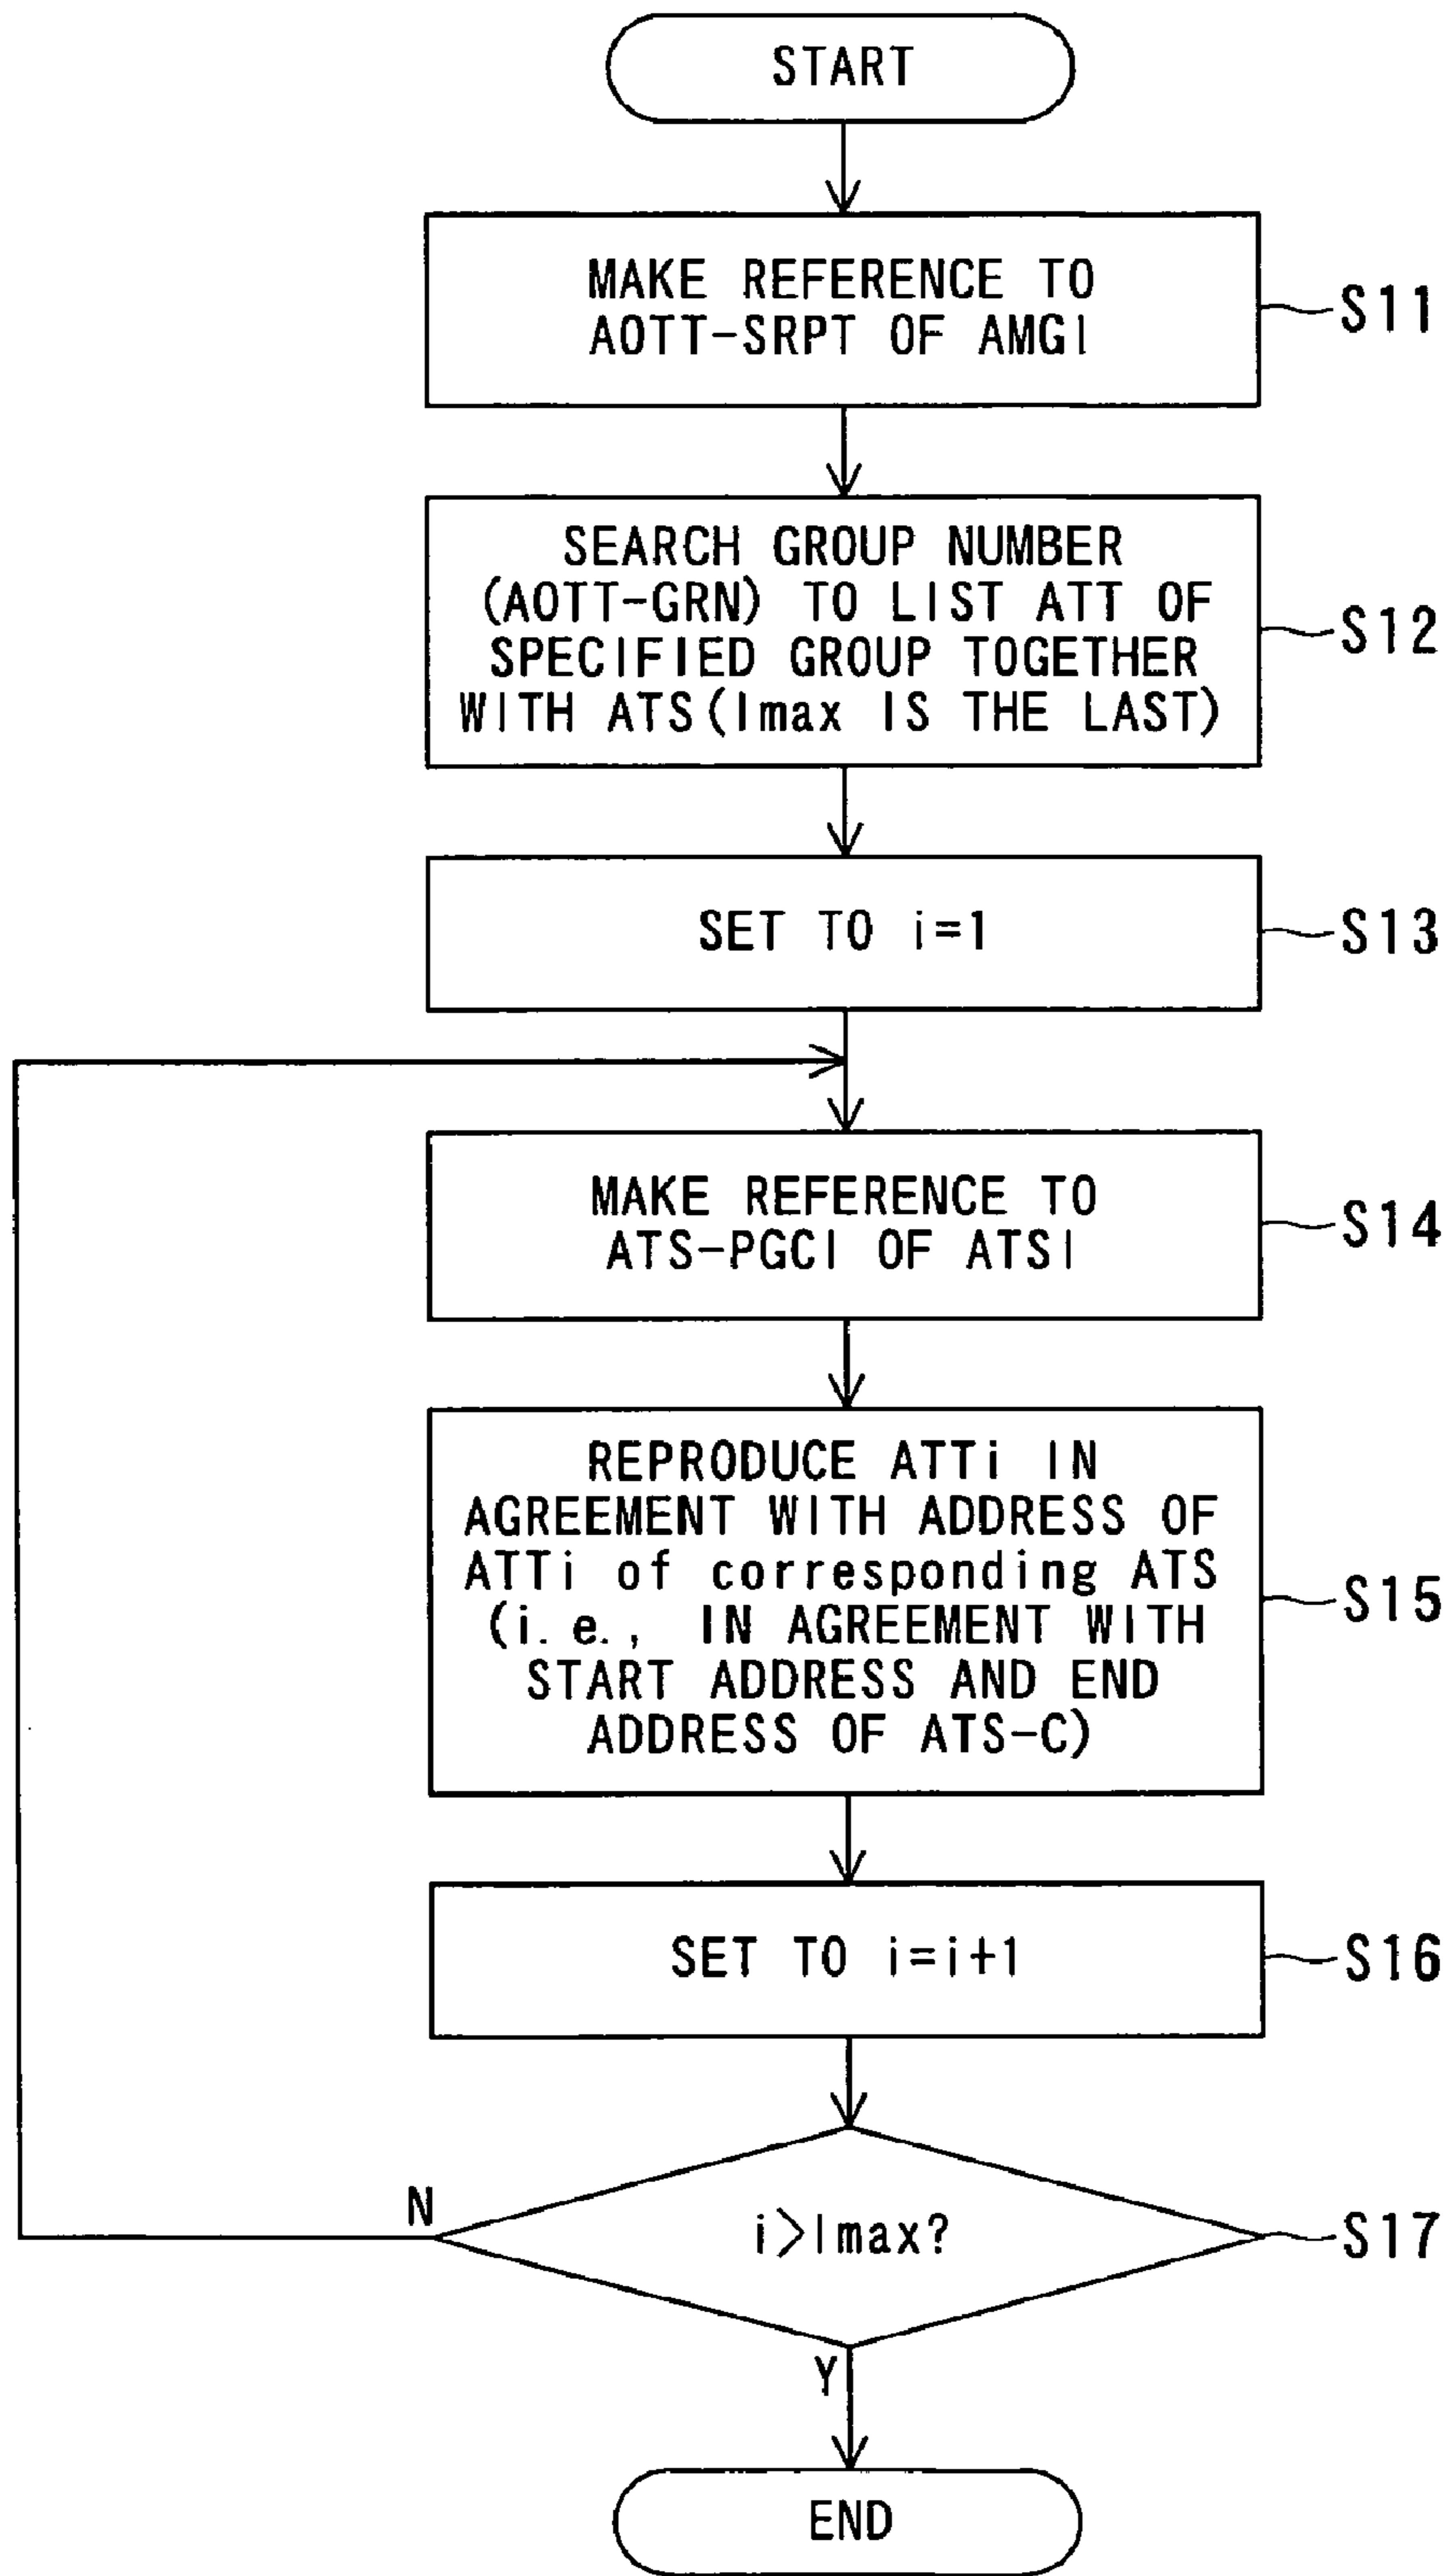 START
MAKE REFERENCE TO
AOTT-SRPT OF AMGI
S11
SEARCH GROUP NUMBER
(AOTT-GRN) TO LIST ATT OF
SPECIFIED GROUP TOGETHER
WITH ATS(Imax IS THE LAST)
S12
SET TO i=1
S13
MAKE REFERENCE TO
ATS-PGCI OF ATSI
S14
REPRODUCE ATTi IN
AGREEMENT WITH ADDRESS OF
ATTi of corresponding ATS
(i.e., IN AGREEMENT WITH
START ADDRESS AND END
ADDRESS OF ATS-C)
S15
SET TO i=i+1
S16
N
i>Imax?
S17
Y
END